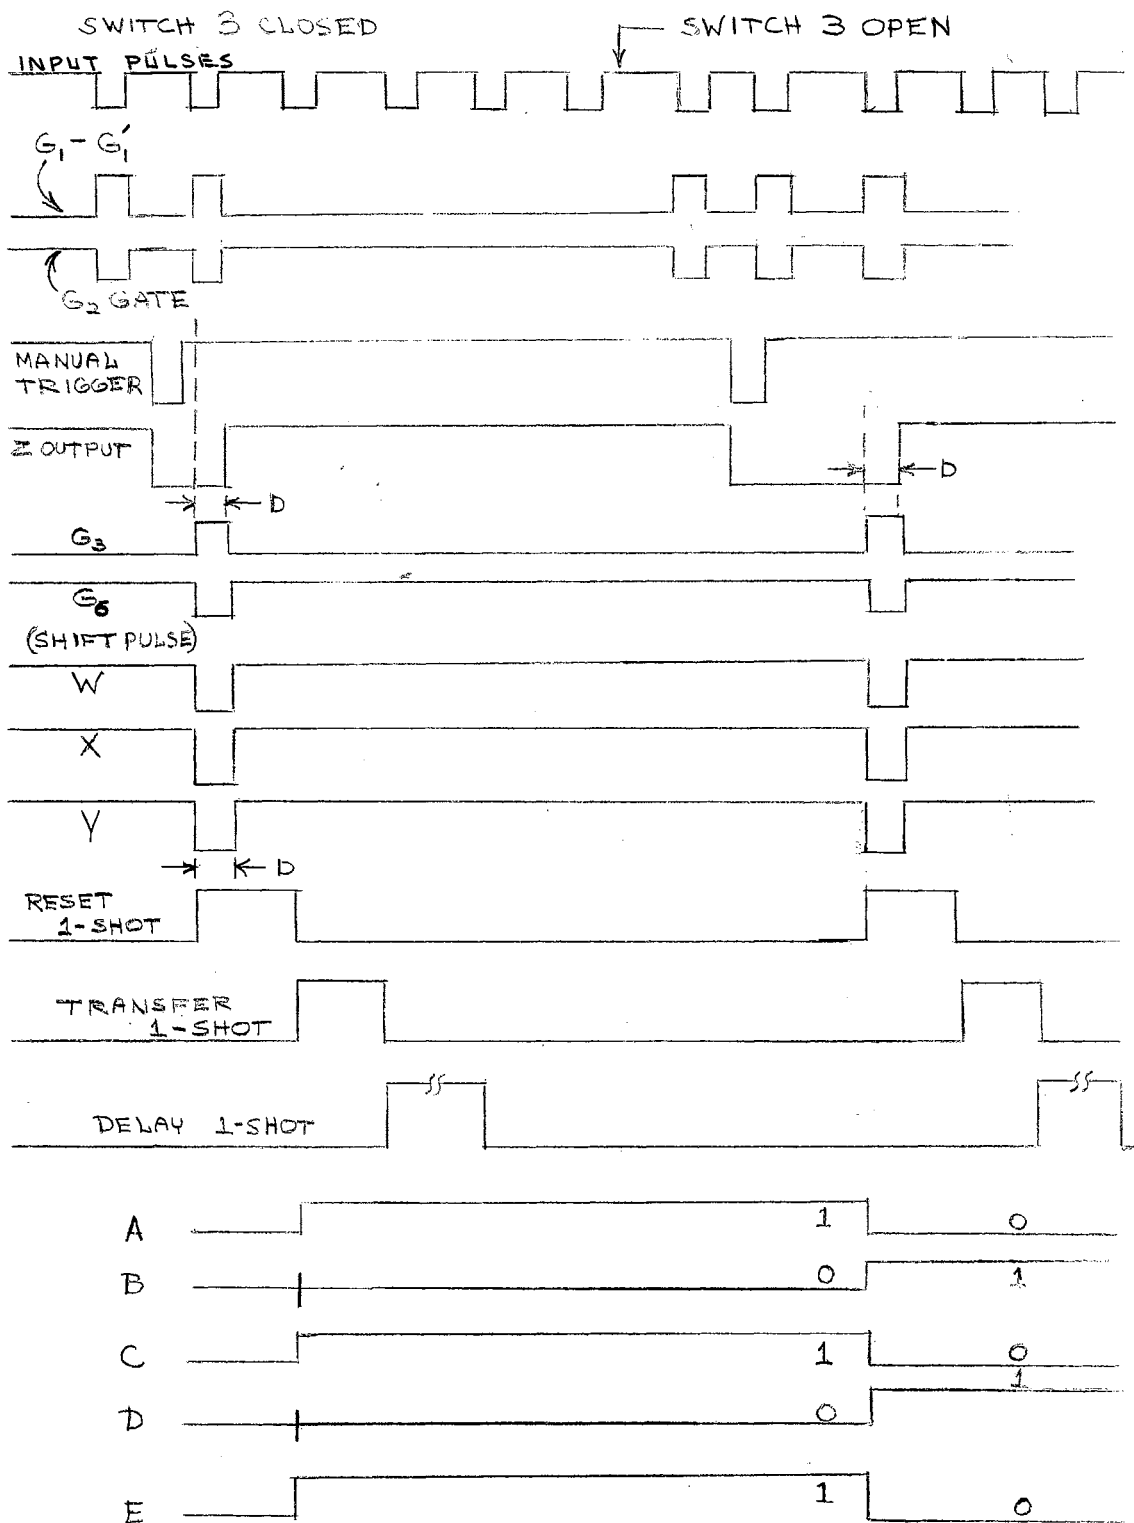 SWITCH 3 CLOSED
SWITCH 3 OPEN
INPUT PULSES
G₁ - G₁′
G₂ GATE
MANUAL
TRIGGER
Z OUTPUT
D
D
G₃
G₆
(SHIFT PULSE)
W
X
Y
D
RESET
1-SHOT
TRANSFER
1-SHOT
DELAY 1-SHOT
A 1 0
B 0 1
C 1 0
D 0 1
E 1 0